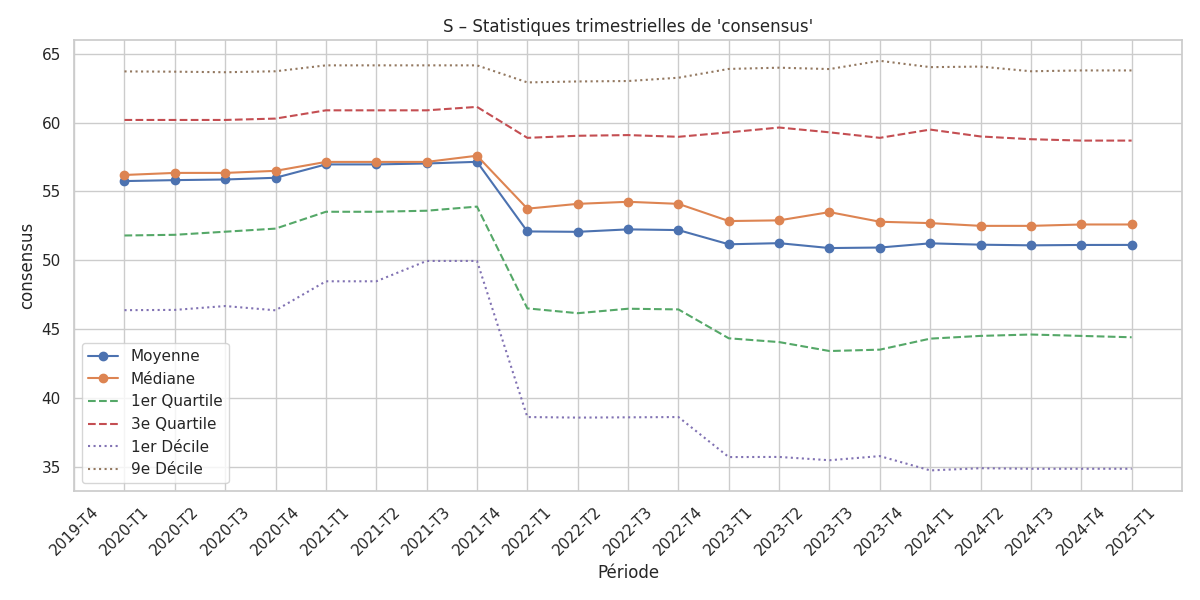 S – Statistiques trimestrielles de 'consensus'
consensus
65
60
55
50
45
40
35
Moyenne
Médiane
1er Quartile
3e Quartile
1er Décile
9e Décile
2019-T4
2020-T1
2020-T2
2020-T3
2020-T4
2021-T1
2021-T2
2021-T3
2021-T4
2022-T1
2022-T2
2022-T3
2022-T4
2023-T1
2023-T2
2023-T3
2023-T4
2024-T1
2024-T2
2024-T3
2024-T4
2025-T1
Période